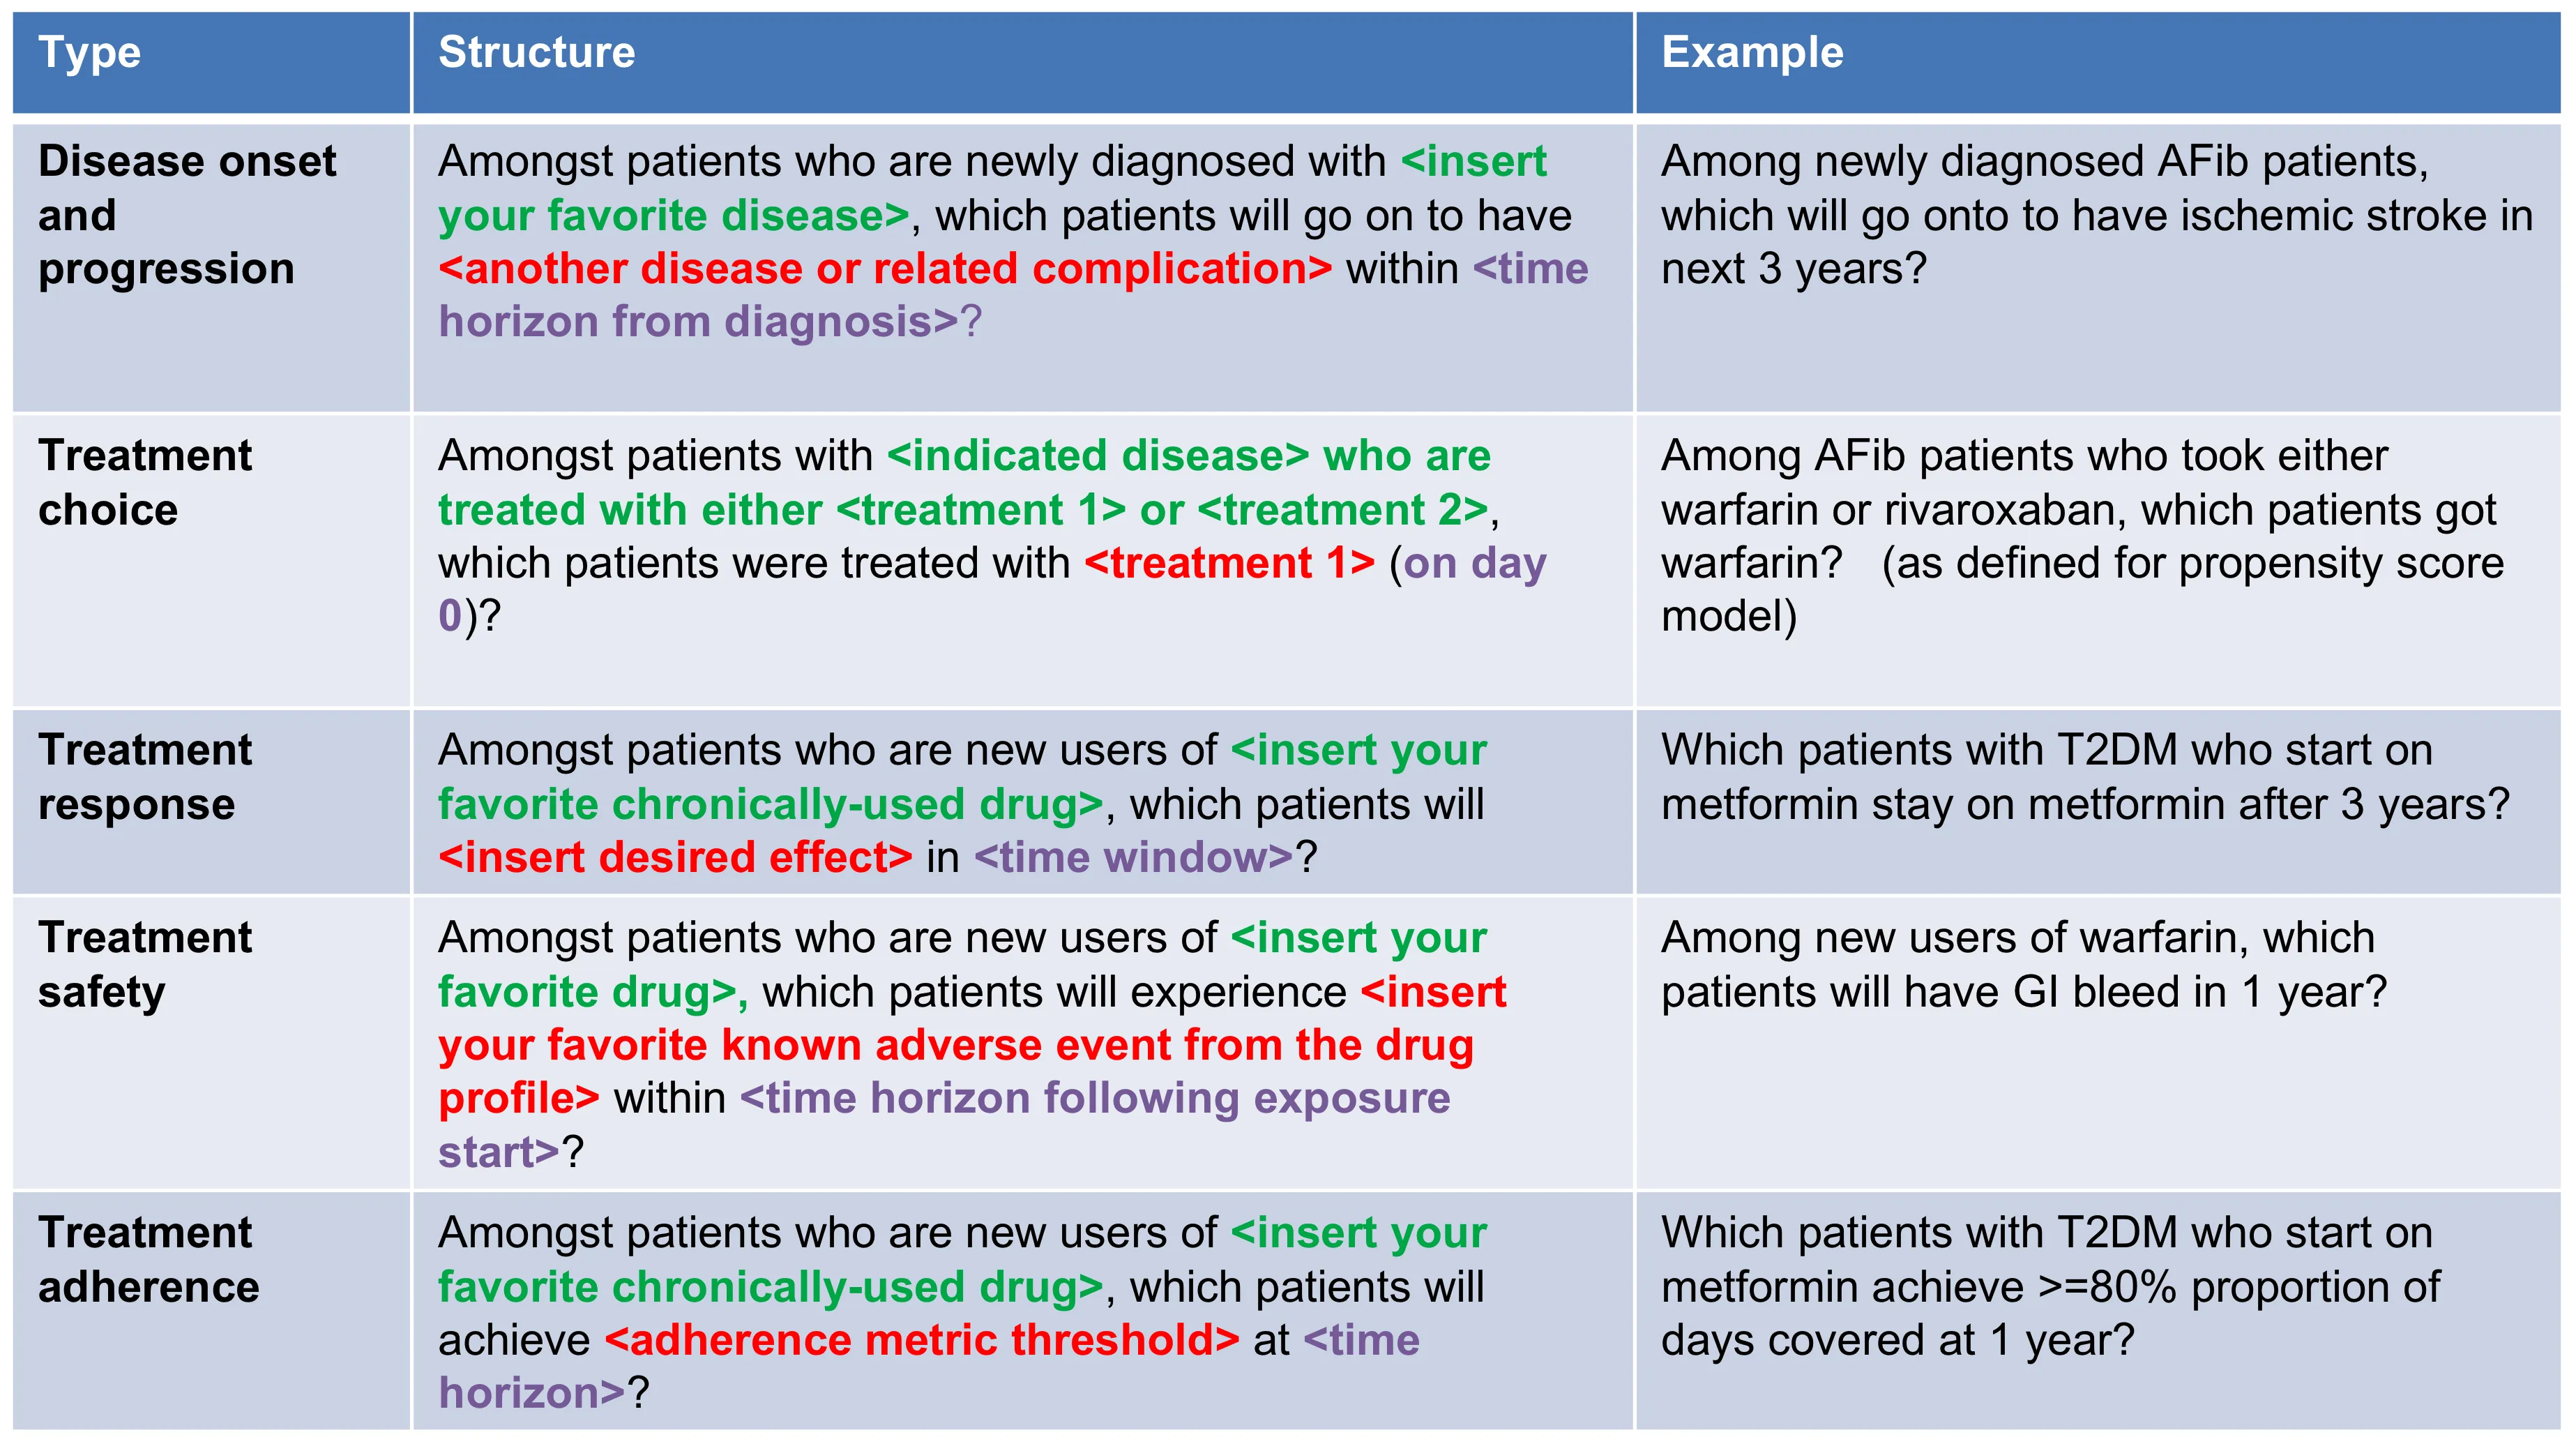 Type
Structure
Example
Disease onset
and
progression
Amongst patients who are newly diagnosed with <insert
your favorite disease>, which patients will go on to have
<another disease or related complication> within <time
horizon from diagnosis>?
Among newly diagnosed AFib patients,
which will go onto to have ischemic stroke in
next 3 years?
Treatment
choice
Amongst patients with <indicated disease> who are
treated with either <treatment 1> or <treatment 2>,
which patients were treated with <treatment 1> (on day
0)?
Among AFib patients who took either
warfarin or rivaroxaban, which patients got
warfarin? (as defined for propensity score
model)
Treatment
response
Amongst patients who are new users of <insert your
favorite chronically-used drug>, which patients will
<insert desired effect> in <time window>?
Which patients with T2DM who start on
metformin stay on metformin after 3 years?
Treatment
safety
Amongst patients who are new users of <insert your
favorite drug>, which patients will experience <insert
your favorite known adverse event from the drug
profile> within <time horizon following exposure
start>?
Among new users of warfarin, which
patients will have GI bleed in 1 year?
Treatment
adherence
Amongst patients who are new users of <insert your
favorite chronically-used drug>, which patients will
achieve <adherence metric threshold> at <time
horizon>?
Which patients with T2DM who start on
metformin achieve >=80% proportion of
days covered at 1 year?